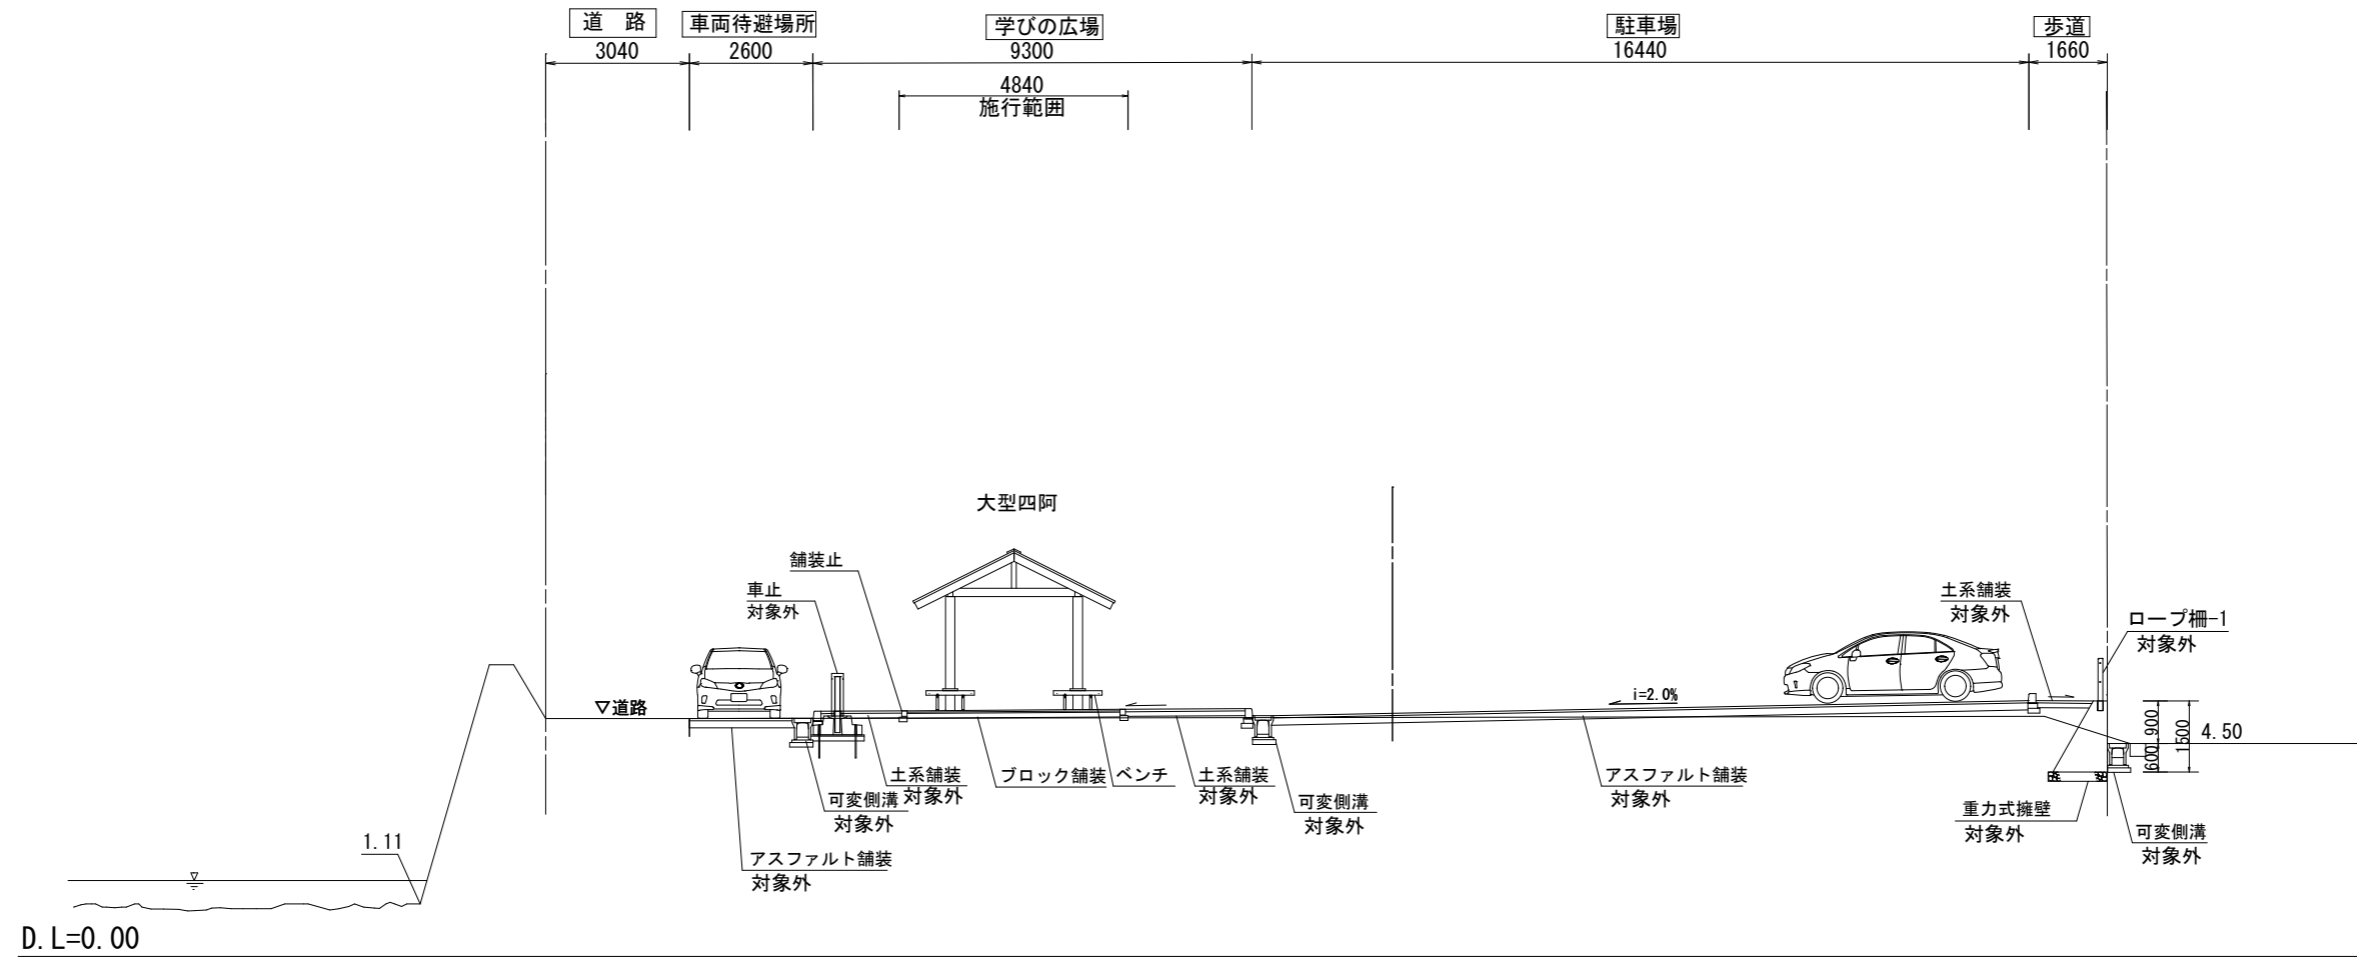 道　路
車両待避場所
学びの広場
駐車場
歩道
3040
2600
9300
16440
1660
4840
施行範囲
大型四阿
舗装止
車止
対象外
土系舗装
対象外
ロープ柵-1
対象外
▽道路
i=2.0%
900
1500
600
4.50
土系舗装
対象外
ブロック舗装
ベンチ
土系舗装
対象外
アスファルト舗装
対象外
可変側溝
対象外
可変側溝
対象外
重力式擁壁
対象外
可変側溝
対象外
1.11
アスファルト舗装
対象外
D.L=0.00